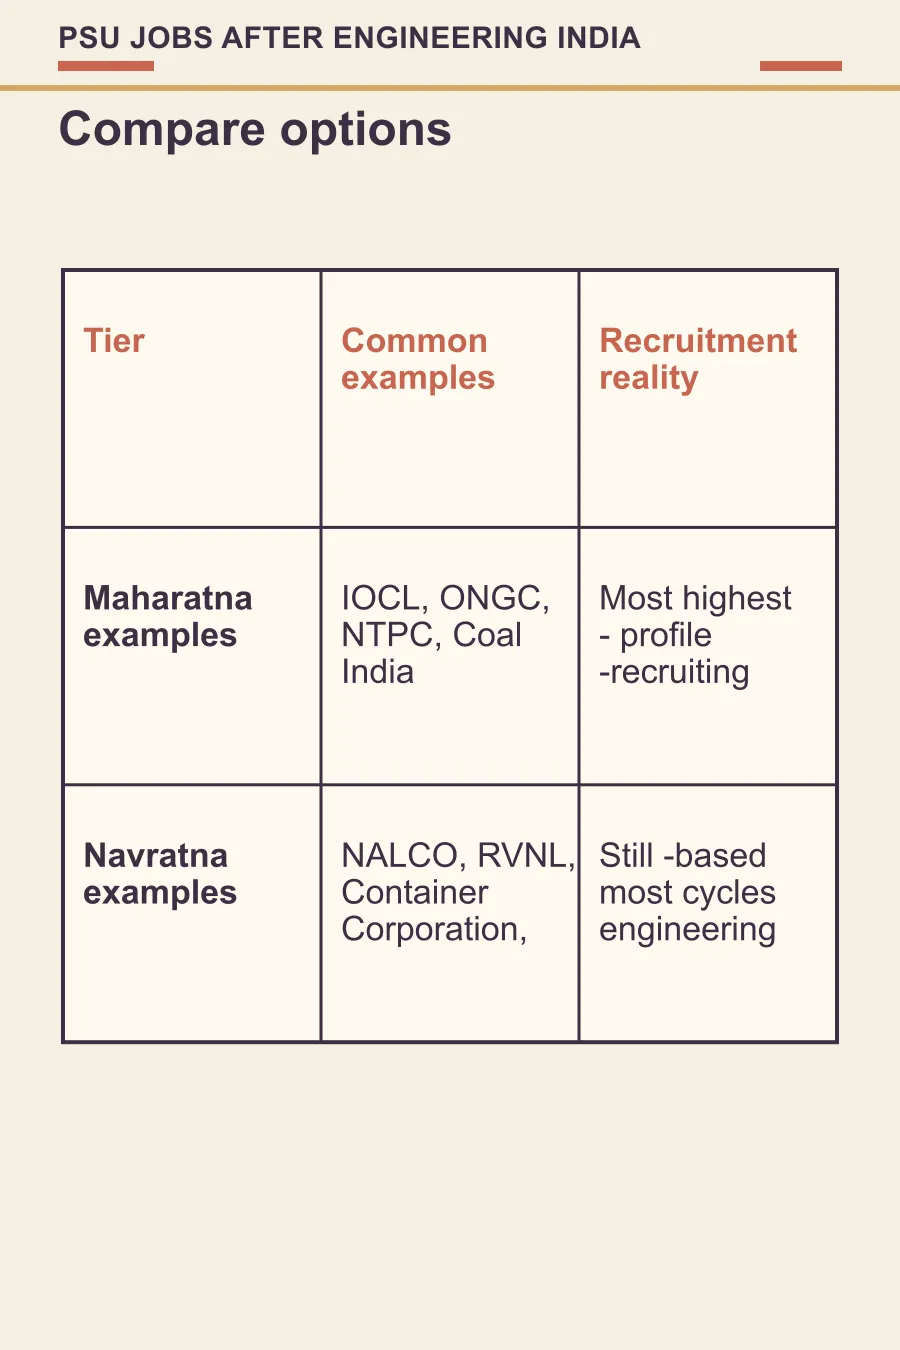 PSU JOBS AFTER ENGINEERING INDIA
Compare options
Tier
Common
examples
Recruitment
reality
Maharatna
examples
IOCL, ONGC,
NTPC, Coal
India
Most highest
- profile
-recruiting
Navratna
examples
NALCO, RVNL,
Container
Corporation,
Still -based
most cycles
engineering